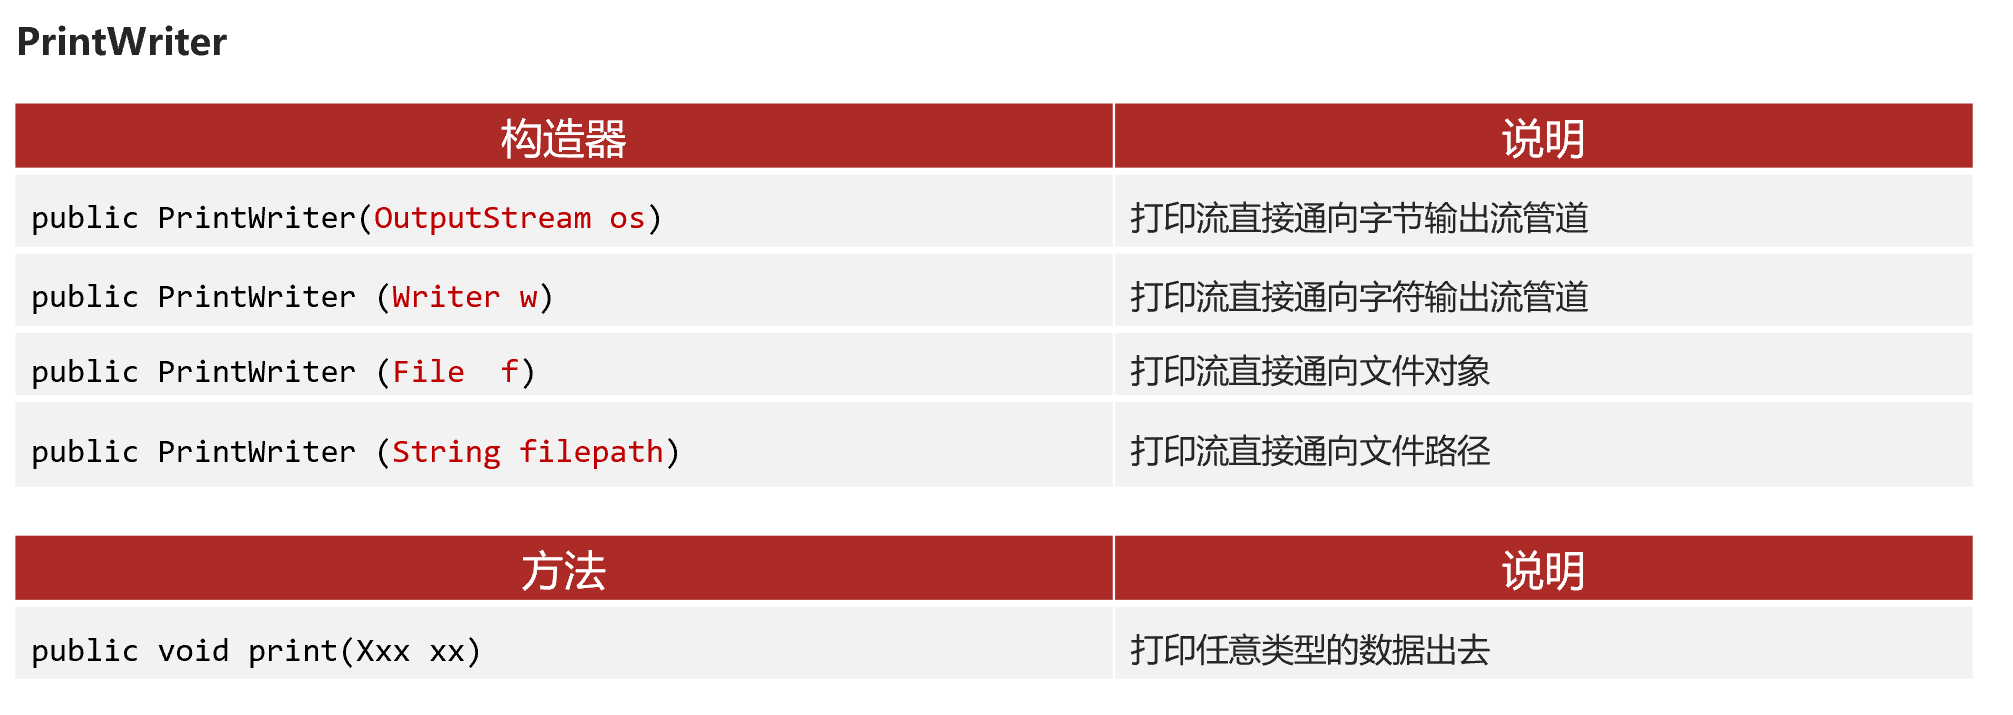 PrintWriter
构造器 说明
public PrintWriter(OutputStream os) 打印流直接通向字节输出流管道
public PrintWriter (Writer w) 打印流直接通向字符输出流管道
public PrintWriter (File  f) 打印流直接通向文件对象
public PrintWriter (String filepath) 打印流直接通向文件路径
方法 说明
public void print(Xxx xx) 打印任意类型的数据出去